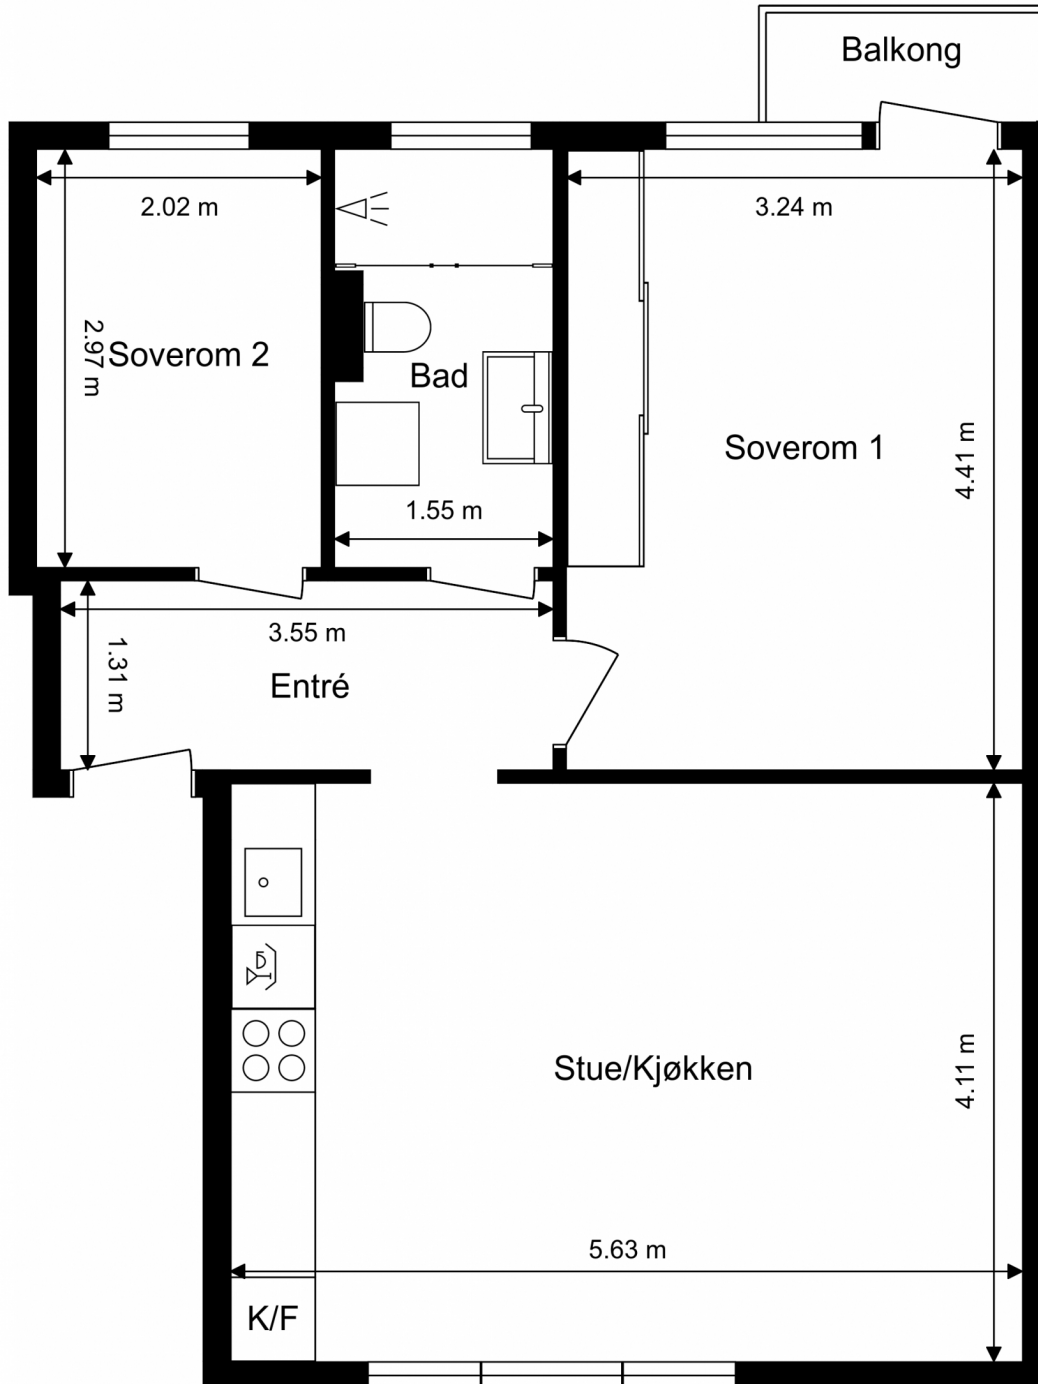 Balkong
2.02 m
3.24 m
2.97 m
Soverom 2
Bad
Soverom 1
4.41 m
1.55 m
3.55 m
1.31 m
Entré
Stue/Kjøkken
4.11 m
5.63 m
K/F